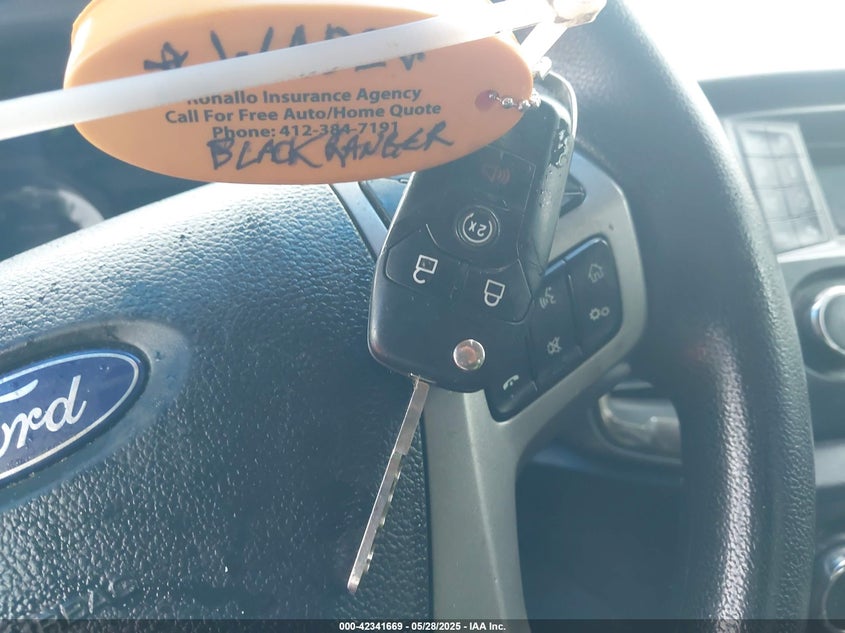 Ronallo Insurance Agency
Call For Free Auto/Home Quote
Phone: 412-384-7191
BLACK RANGER
2x
Ford
000-42341669 - 05/28/2025 - IAA Inc.